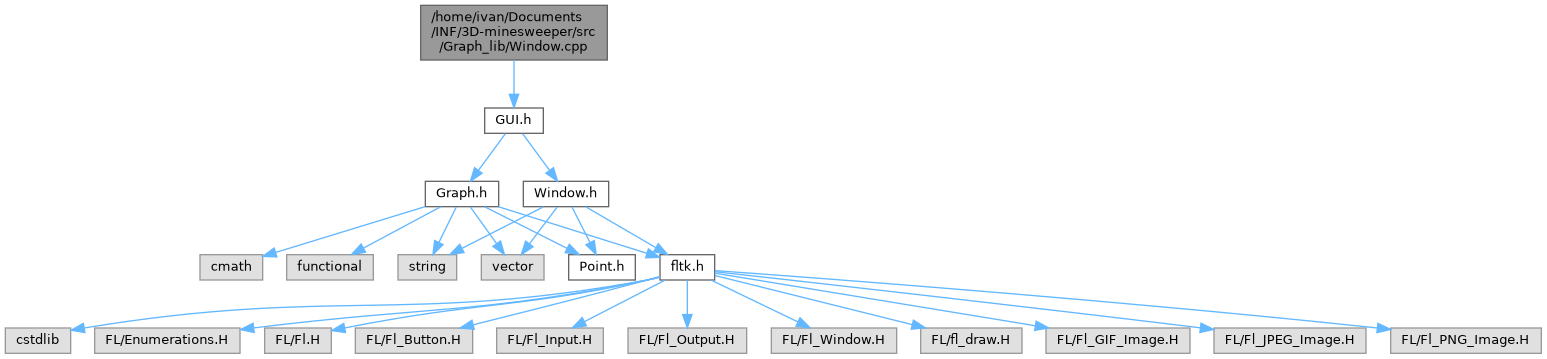 /home/ivan/Documents
/INF/3D-minesweeper/src
/Graph_lib/Window.cpp
GUI.h
Graph.h
Window.h
cmath
functional
string
vector
Point.h
fltk.h
cstdlib
FL/Enumerations.H
FL/Fl.H
FL/Fl_Button.H
FL/Fl_Input.H
FL/Fl_Output.H
FL/Fl_Window.H
FL/fl_draw.H
FL/Fl_GIF_Image.H
FL/Fl_JPEG_Image.H
FL/Fl_PNG_Image.H